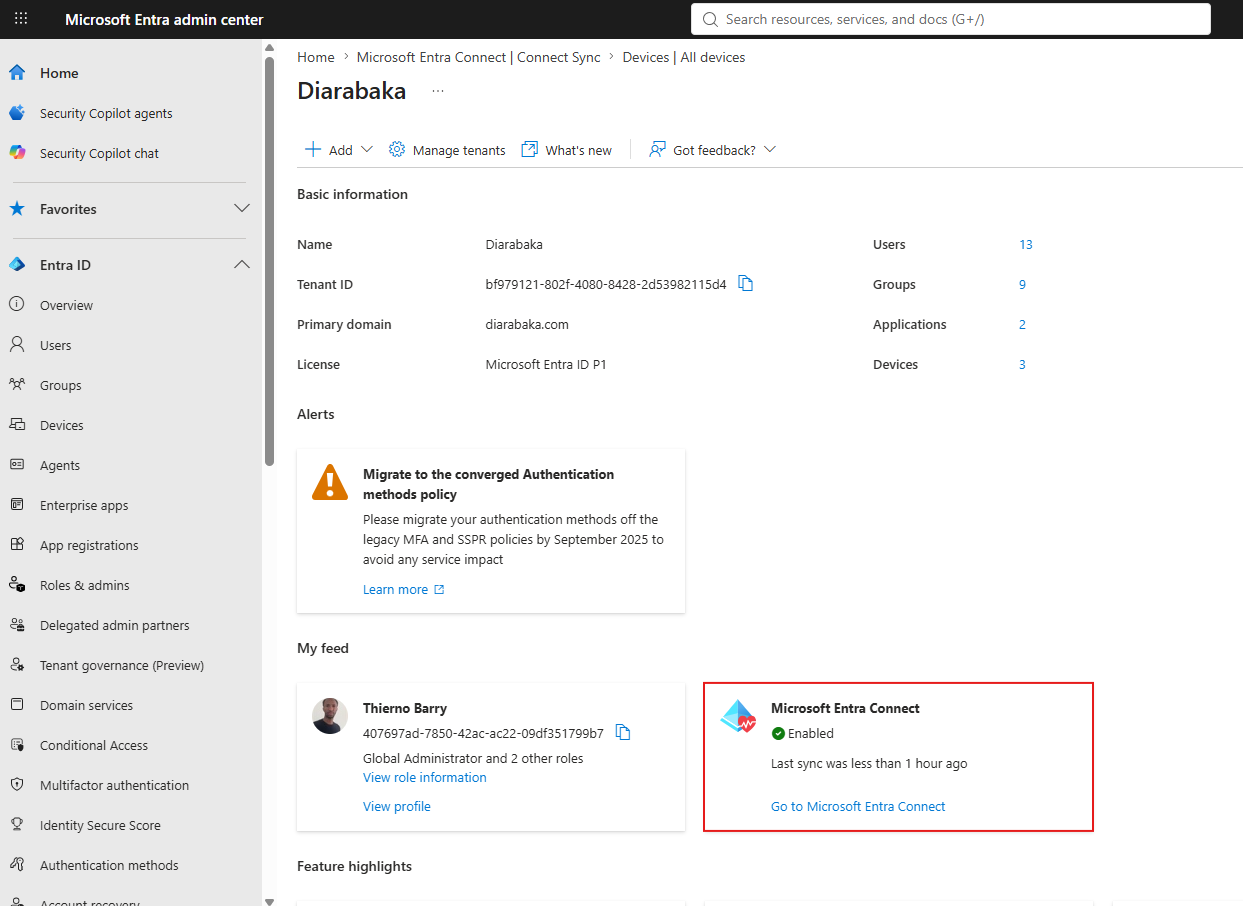 Microsoft Entra admin center
Search resources, services, and docs (G+/)
Home
Security Copilot agents
Security Copilot chat
Favorites
Entra ID
Overview
Users
Groups
Devices
Agents
Enterprise apps
App registrations
Roles & admins
Delegated admin partners
Tenant governance (Preview)
Domain services
Conditional Access
Multifactor authentication
Identity Secure Score
Authentication methods
Account recovery
Home > Microsoft Entra Connect | Connect Sync > Devices | All devices
Diarabaka ...
Add Manage tenants What's new Got feedback?
Basic information
Name Diarabaka Users 13
Tenant ID bf979121-802f-4080-8428-2d53982115d4 Groups 9
Primary domain diarabaka.com Applications 2
License Microsoft Entra ID P1 Devices 3
Alerts
Migrate to the converged Authentication
methods policy
Please migrate your authentication methods off the
legacy MFA and SSPR policies by September 2025 to
avoid any service impact
Learn more
My feed
Thierno Barry
407697ad-7850-42ac-ac22-09df351799b7
Global Administrator and 2 other roles
View role information
View profile
Microsoft Entra Connect
Enabled
Last sync was less than 1 hour ago
Go to Microsoft Entra Connect
Feature highlights